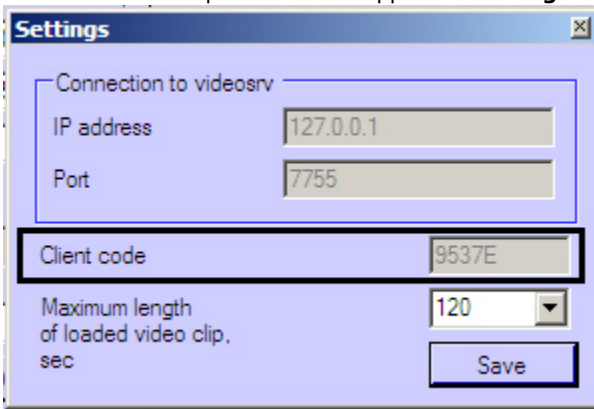 Settings
Connection to videosrv
IP address 127.0.0.1
Port 7755
Client code 9537E
Maximum length 120
of loaded video clip,
sec
Save